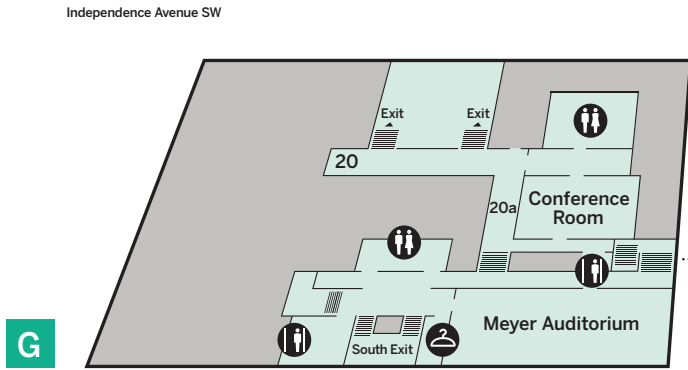 Independence Avenue SW
Exit
Exit
20
20a
Conference
Room
Meyer Auditorium
South Exit
G